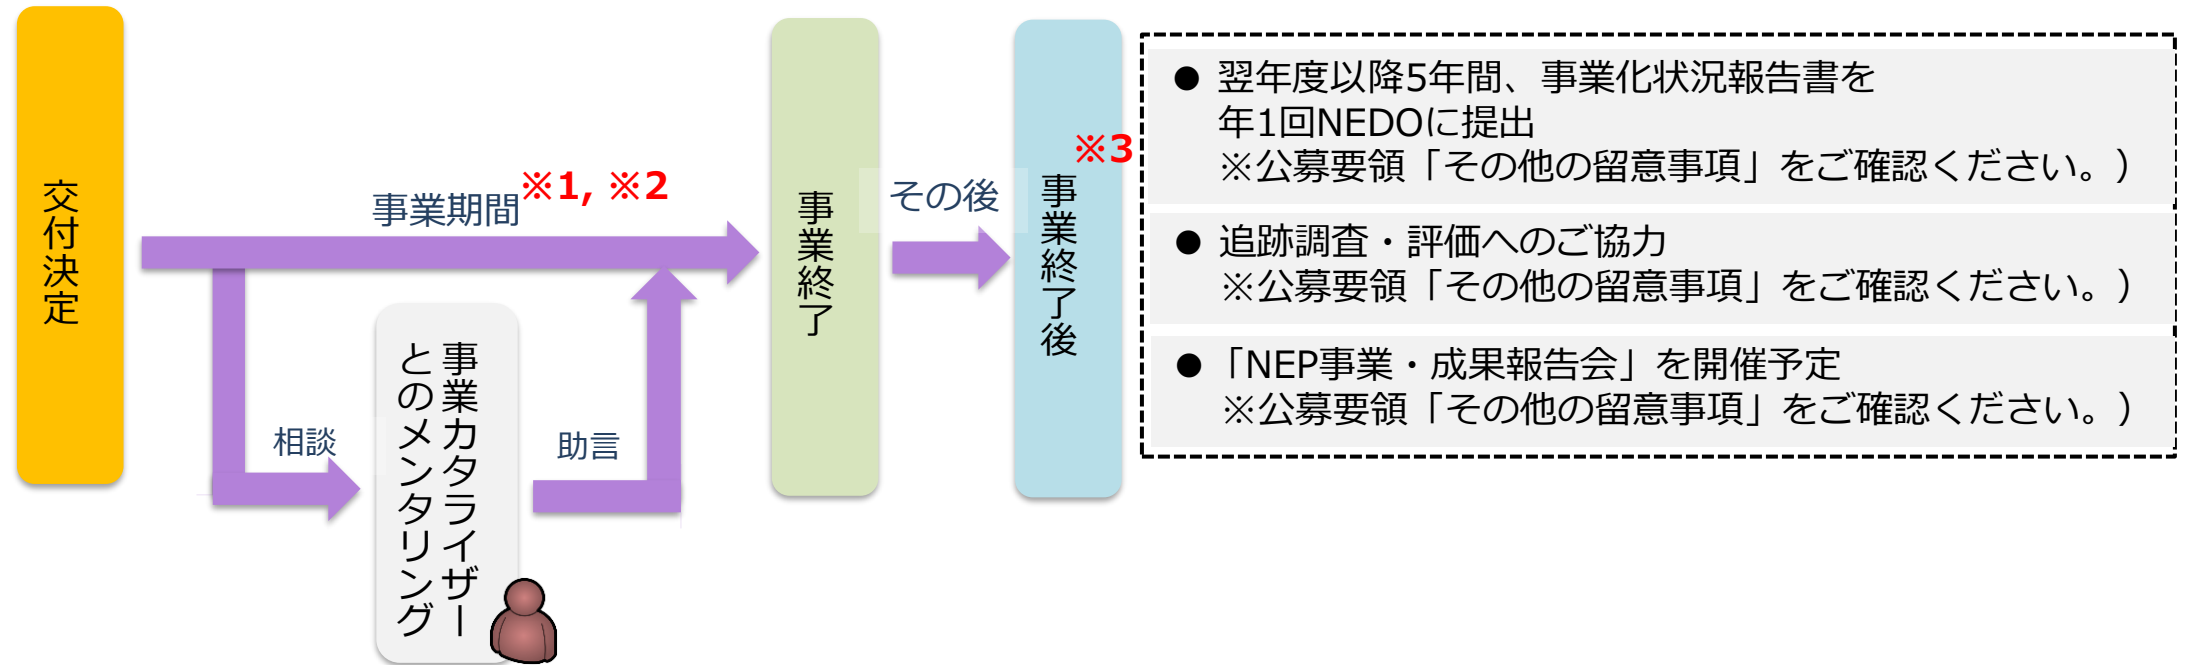 交付決定
事業期間※1, ※2
相談
事業カタライザー
とのメンタリング
助言
事業終了
その後
事業終了後
※3
● 翌年度以降5年間、事業化状況報告書を
年1回NEDOに提出
※公募要領「その他の留意事項」をご確認ください。）
● 追跡調査・評価へのご協力
※公募要領「その他の留意事項」をご確認ください。）
● 「NEP事業・成果報告会」を開催予定
※公募要領「その他の留意事項」をご確認ください。）